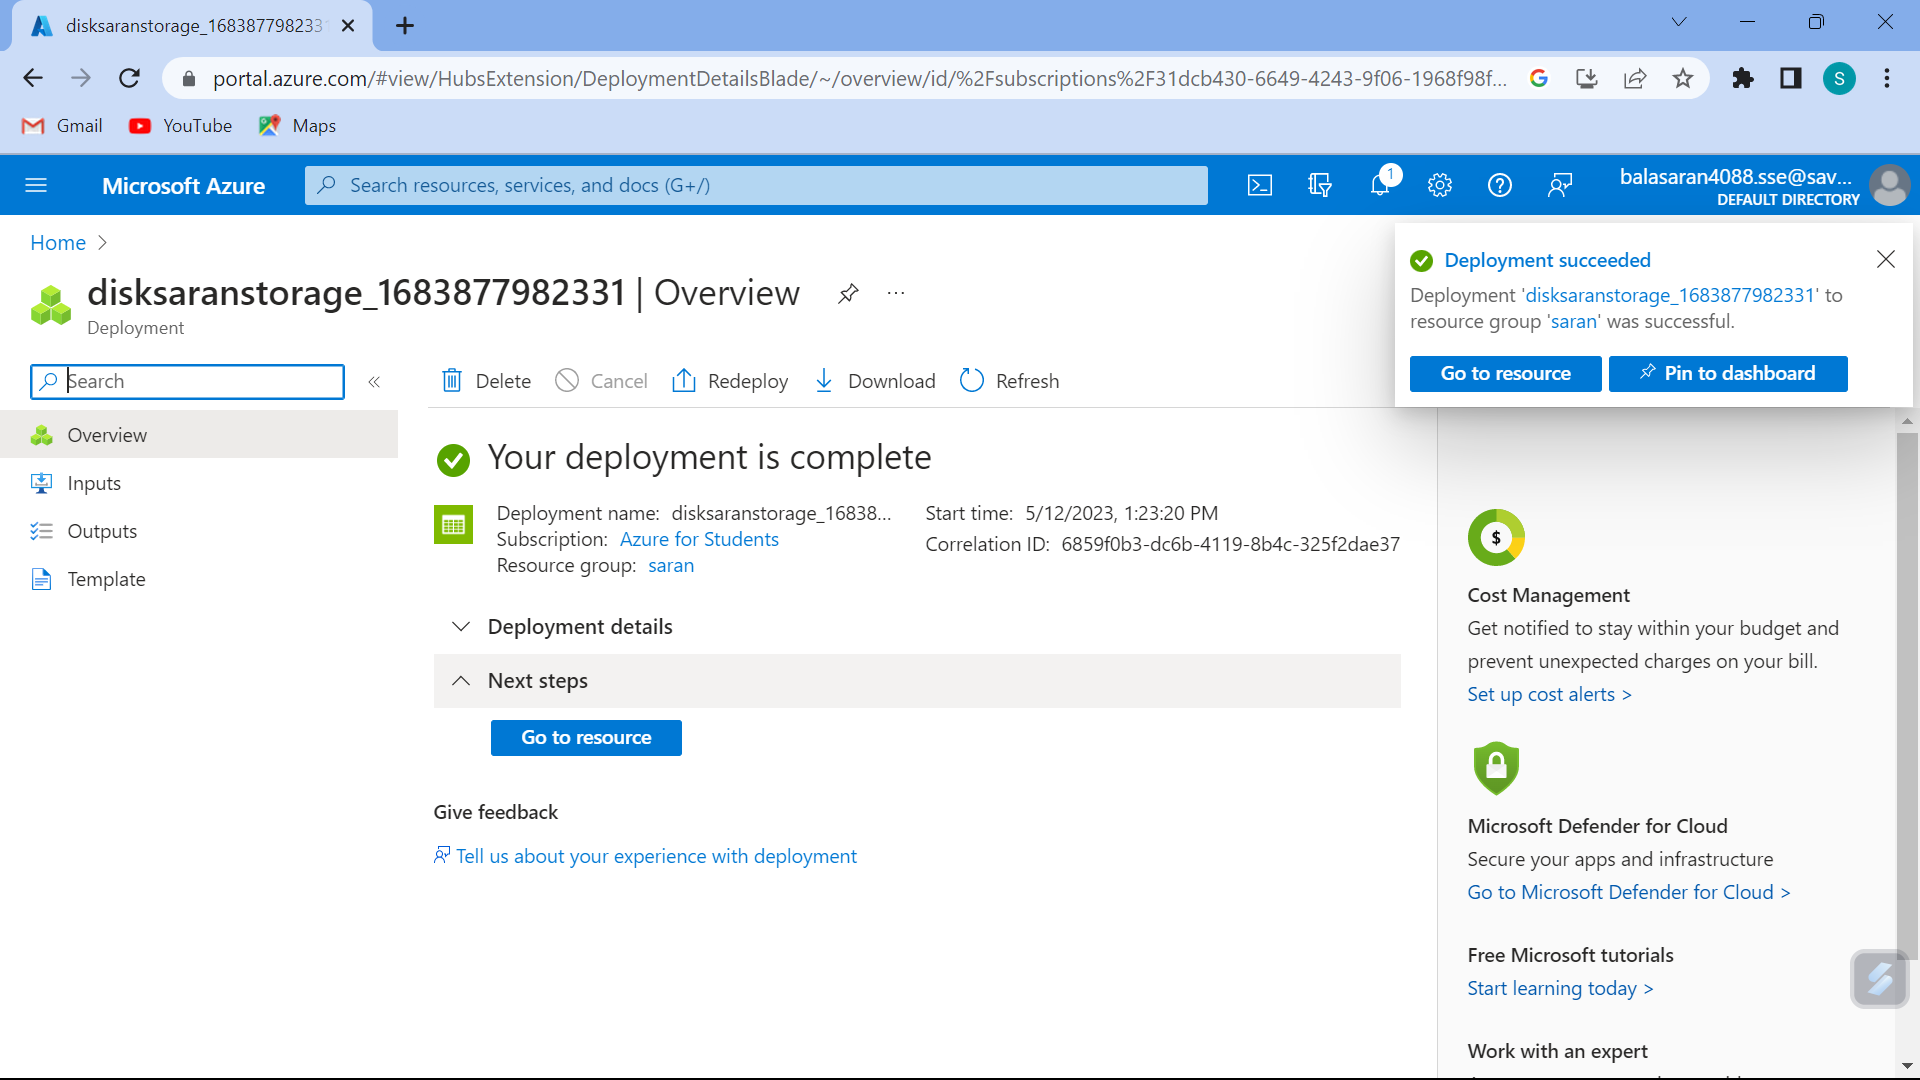 disksaranstorage_1683877982331
portal.azure.com/#view/HubsExtension/DeploymentDetailsBlade/~/overview/id/%2Fsubscriptions%2F31dcb430-6649-4243-9f06-1968f98f...
S
Gmail YouTube Maps
Microsoft Azure
Search resources, services, and docs (G+/)
1
balasaran4088.sse@sav...
DEFAULT DIRECTORY
Home
disksaranstorage_1683877982331 | Overview
...
Deployment
Deployment succeeded
Deployment 'disksaranstorage_1683877982331' to
resource group 'saran' was successful.
Go to resource
Pin to dashboard
Search
«
Delete Cancel Redeploy Download Refresh
Overview
Inputs
Outputs
Template
Your deployment is complete
Deployment name: disksaranstorage_16838...
Subscription: Azure for Students
Resource group: saran
Start time: 5/12/2023, 1:23:20 PM
Correlation ID: 6859f0b3-dc6b-4119-8b4c-325f2dae37
Deployment details
Next steps
Go to resource
Give feedback
Tell us about your experience with deployment
$
Cost Management
Get notified to stay within your budget and
prevent unexpected charges on your bill.
Set up cost alerts >
Microsoft Defender for Cloud
Secure your apps and infrastructure
Go to Microsoft Defender for Cloud >
Free Microsoft tutorials
Start learning today >
Work with an expert